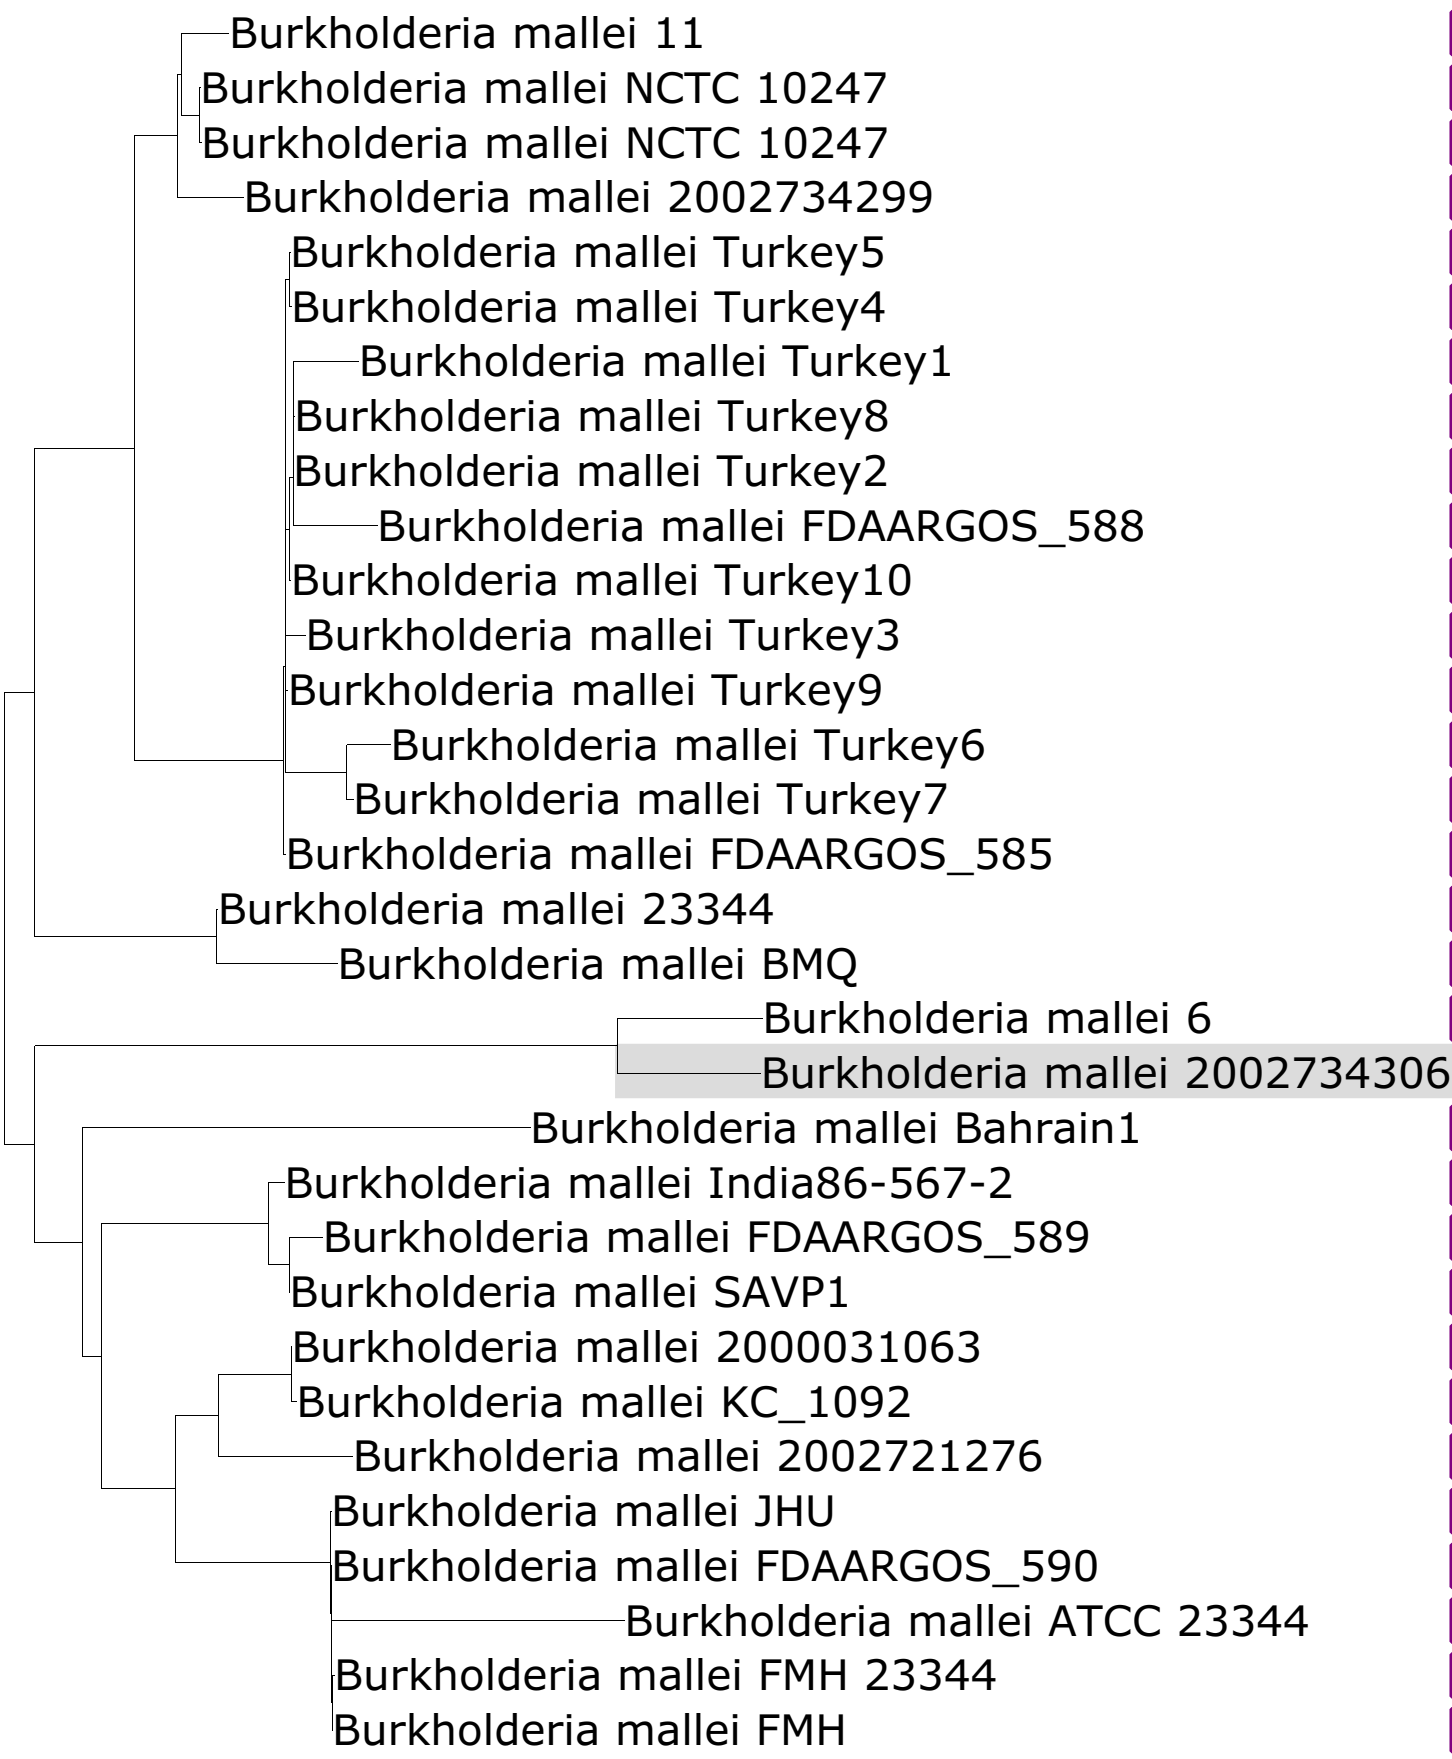 Burkholderia mallei 11
Burkholderia mallei NCTC 10247
Burkholderia mallei NCTC 10247
Burkholderia mallei 2002734299
Burkholderia mallei Turkey5
Burkholderia mallei Turkey4
Burkholderia mallei Turkey1
Burkholderia mallei Turkey8
Burkholderia mallei Turkey2
Burkholderia mallei FDAARGOS_588
Burkholderia mallei Turkey10
Burkholderia mallei Turkey3
Burkholderia mallei Turkey9
Burkholderia mallei Turkey6
Burkholderia mallei Turkey7
Burkholderia mallei FDAARGOS_585
Burkholderia mallei 23344
Burkholderia mallei BMQ
Burkholderia mallei 6
Burkholderia mallei 2002734306
Burkholderia mallei Bahrain1
Burkholderia mallei India86-567-2
Burkholderia mallei FDAARGOS_589
Burkholderia mallei SAVP1
Burkholderia mallei 2000031063
Burkholderia mallei KC_1092
Burkholderia mallei 2002721276
Burkholderia mallei JHU
Burkholderia mallei FDAARGOS_590
Burkholderia mallei ATCC 23344
Burkholderia mallei FMH 23344
Burkholderia mallei FMH